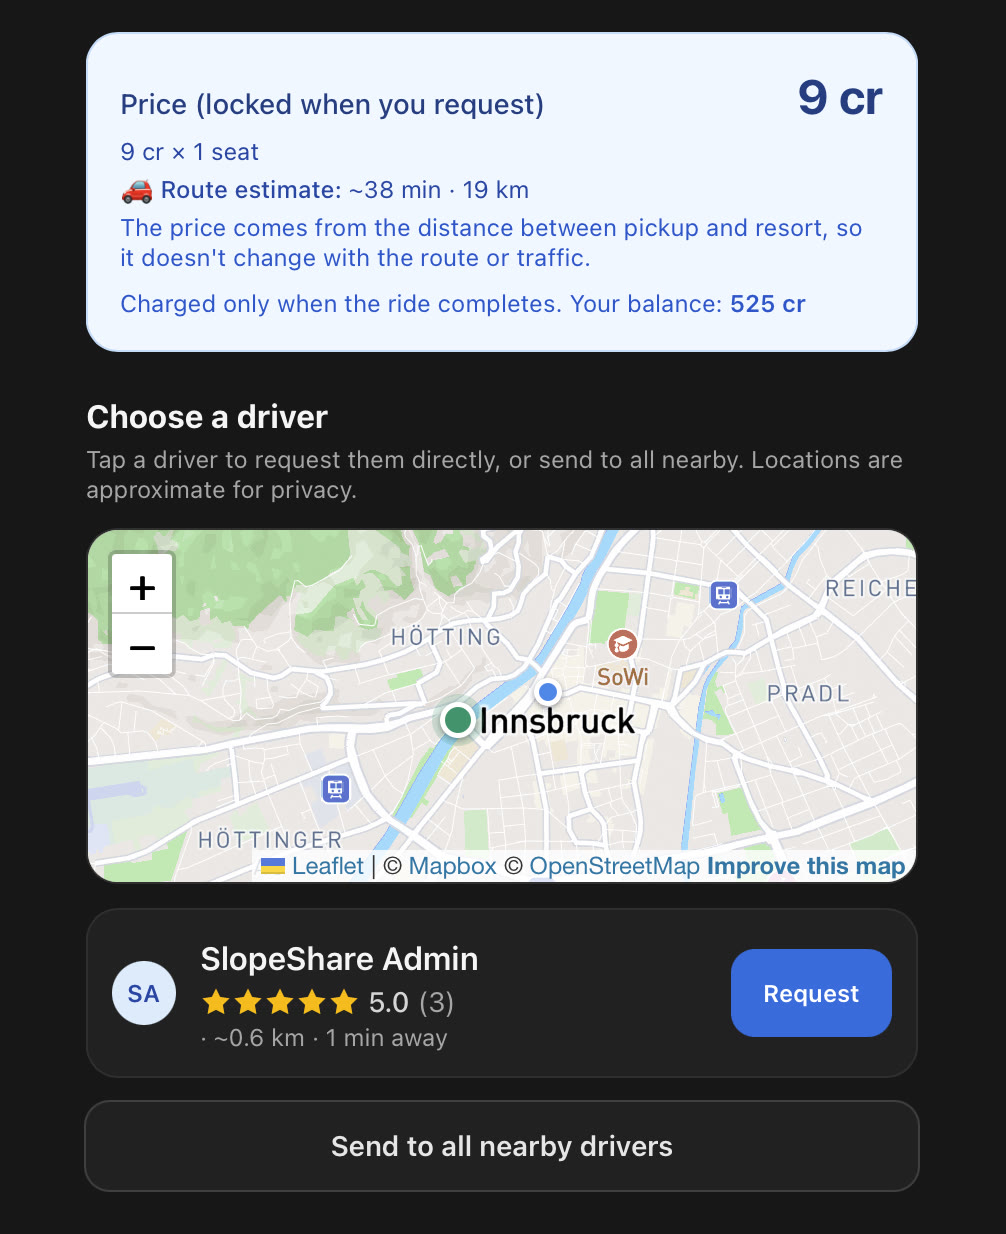 Price (locked when you request)
9 cr
9 cr × 1 seat
🚗 Route estimate: ~38 min · 19 km
The price comes from the distance between pickup and resort, so
it doesn't change with the route or traffic.
Charged only when the ride completes. Your balance: 525 cr
Choose a driver
Tap a driver to request them directly, or send to all nearby. Locations are
approximate for privacy.
+
−
REICHE
HÖTTING
SoWi
PRADL
Innsbruck
HÖTTINGER
Leaflet | © Mapbox © OpenStreetMap Improve this map
SA
SlopeShare Admin
★★★★★ 5.0 (3)
· ~0.6 km · 1 min away
Request
Send to all nearby drivers